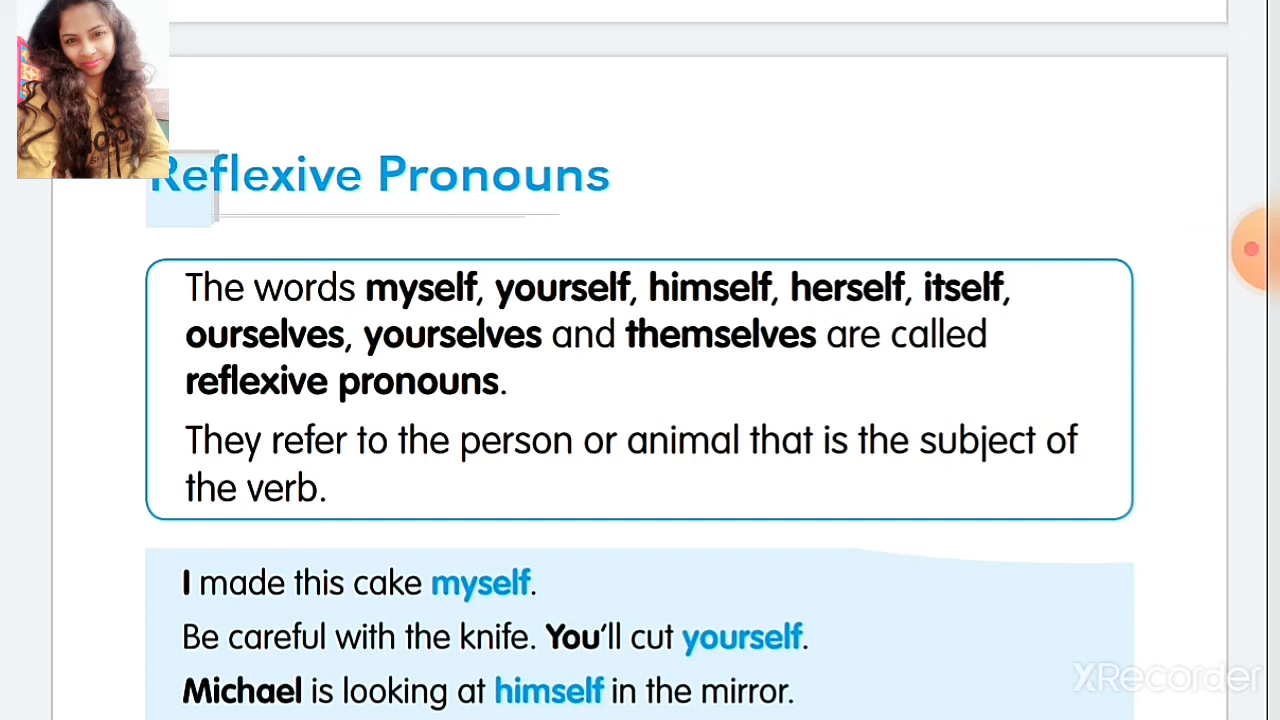 Reflexive Pronouns
The words myself, yourself, himself, herself, itself,
ourselves, yourselves and themselves are called
reflexive pronouns.
They refer to the person or animal that is the subject of
the verb.
I made this cake myself.
Be careful with the knife. You'll cut yourself.
Michael is looking at himself in the mirror.
XRecorder